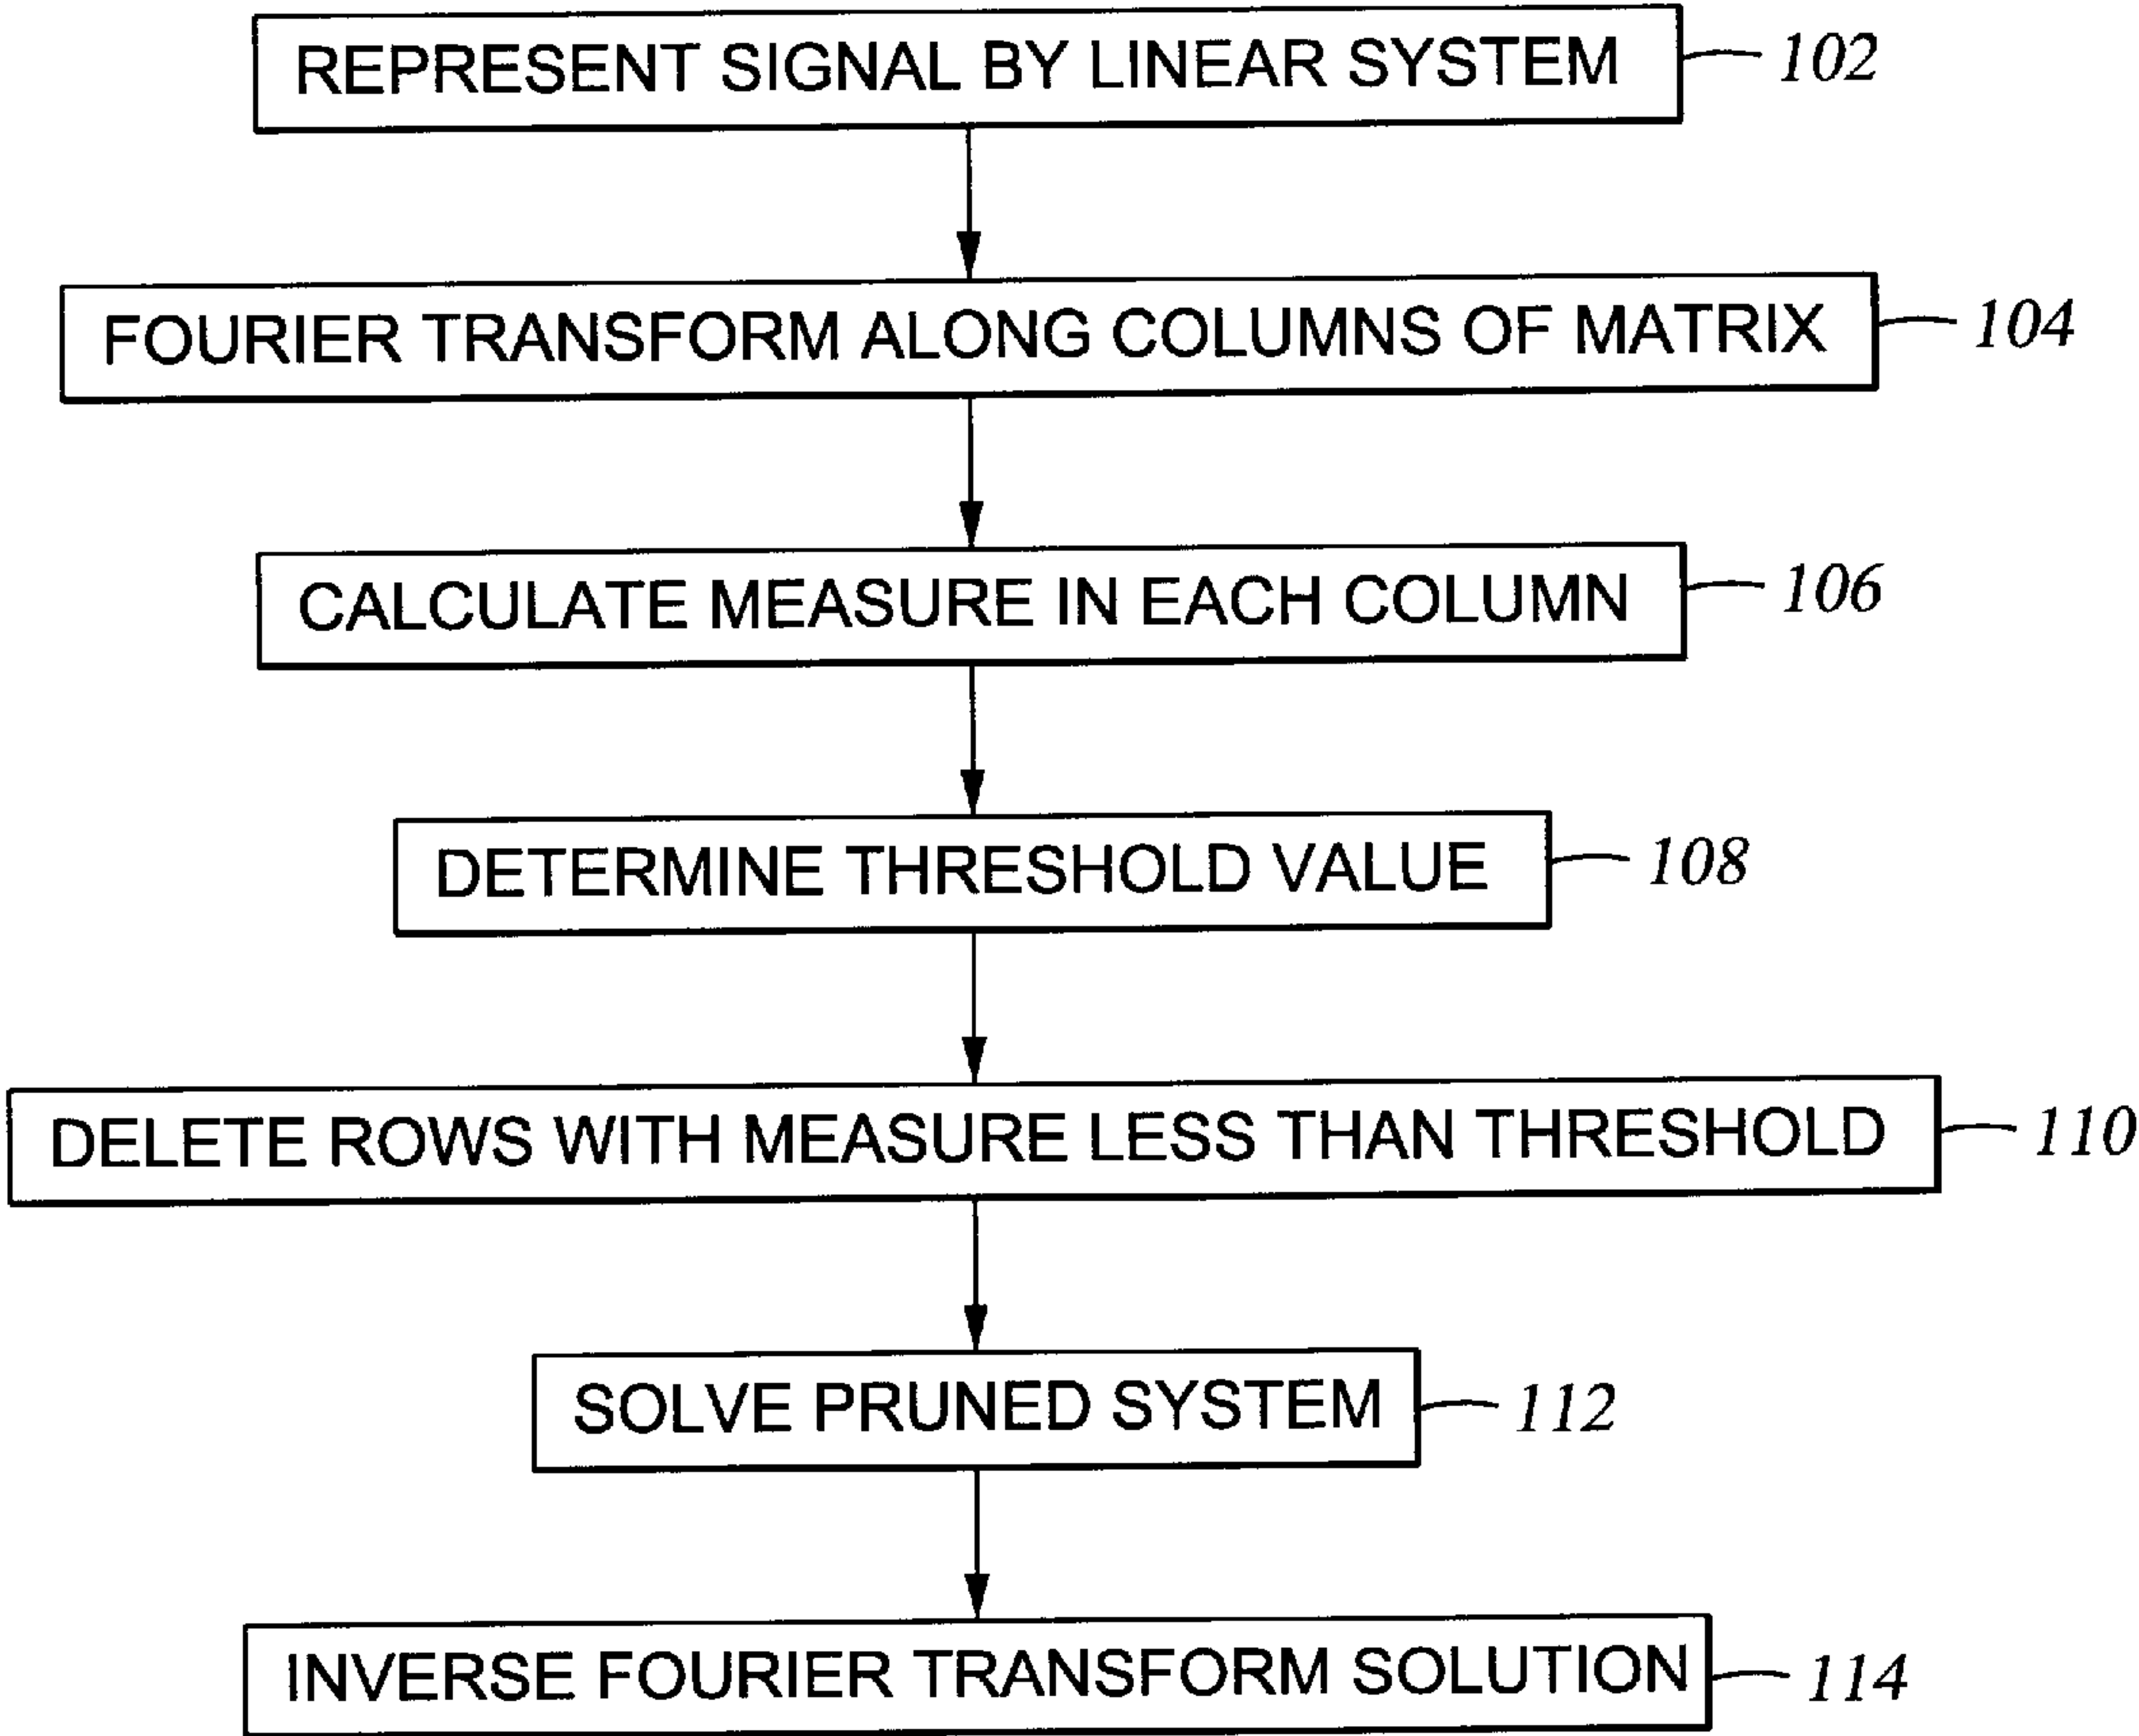 REPRESENT SIGNAL BY LINEAR SYSTEM 102
FOURIER TRANSFORM ALONG COLUMNS OF MATRIX 104
CALCULATE MEASURE IN EACH COLUMN 106
DETERMINE THRESHOLD VALUE 108
DELETE ROWS WITH MEASURE LESS THAN THRESHOLD 110
SOLVE PRUNED SYSTEM 112
INVERSE FOURIER TRANSFORM SOLUTION 114